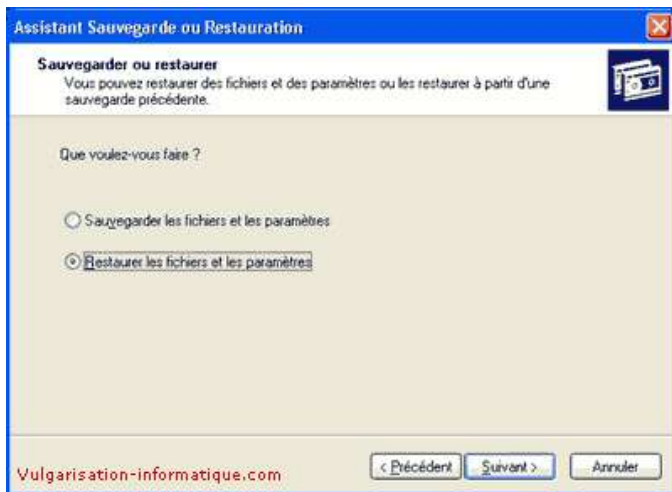 Assistant Sauvegarde ou Restauration
Sauvegarder ou restaurer
Vous pouvez restaurer des fichiers et des paramètres ou les restaurer à partir d'une
sauvegarde précédente.
Que voulez-vous faire ?
Sauvegarder les fichiers et les paramètres
Restaurer les fichiers et les paramètres
Vulgarisation-informatique.com
< Précédent
Suivant >
Annuler